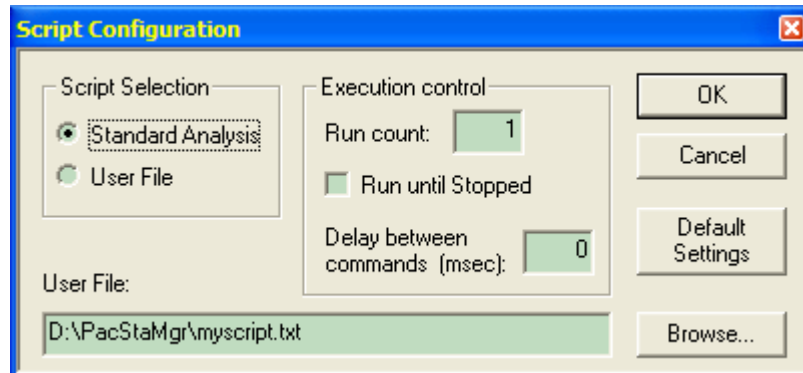 Script Configuration
Script Selection
Standard Analysis
User File
Execution control
Run count: 1
Run until Stopped
Delay between
commands (msec): 0
OK
Cancel
Default
Settings
User File:
D:\PacStaMgr\myscript.txt
Browse...